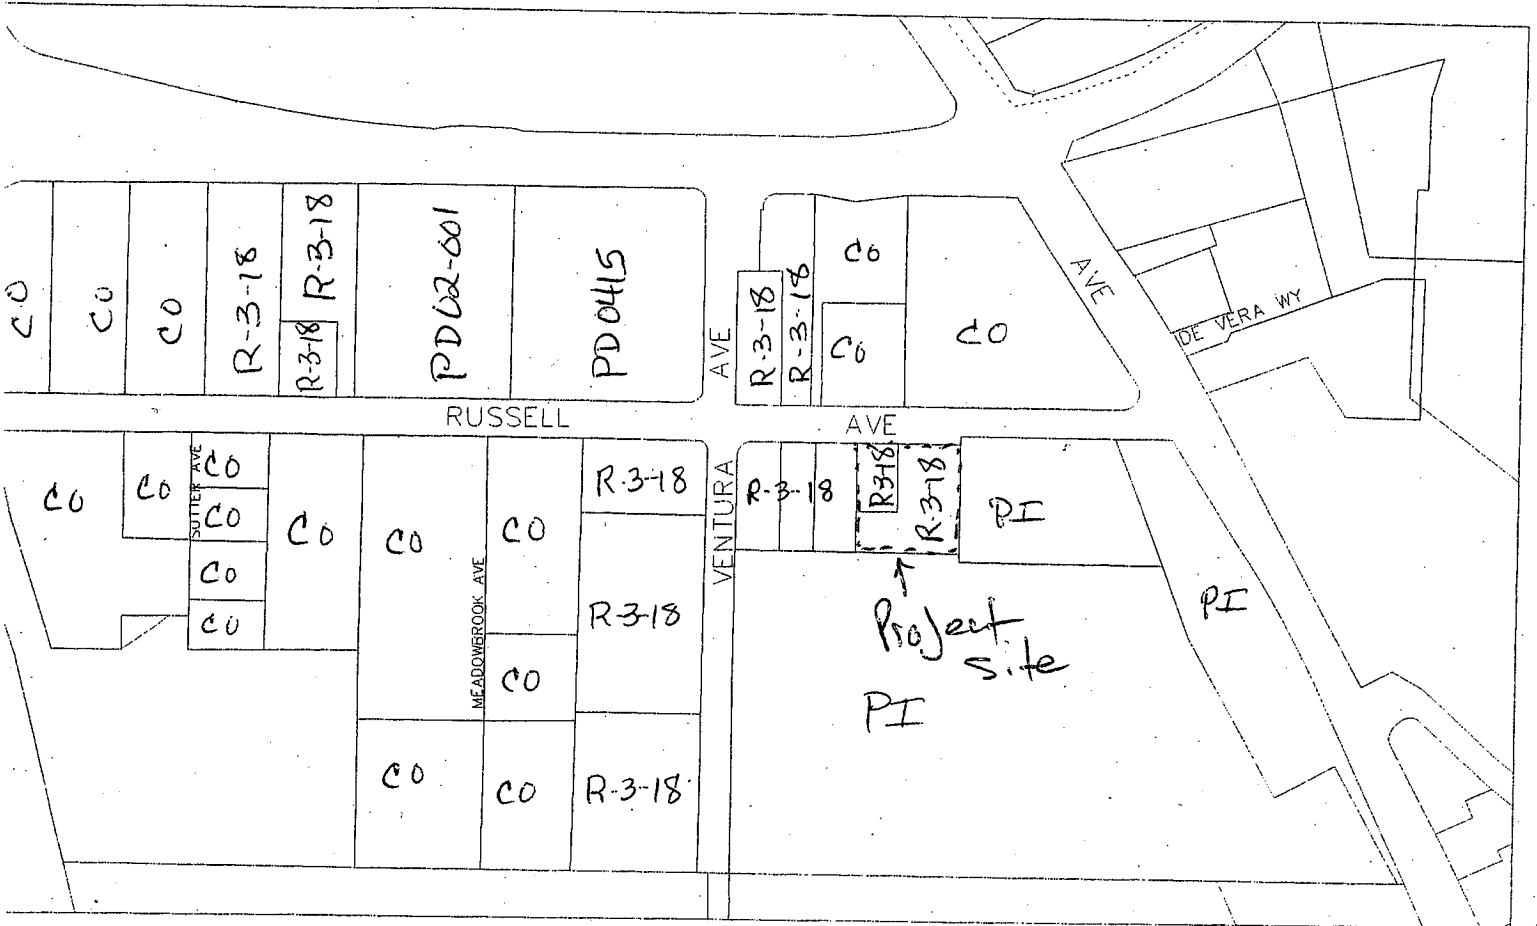 CO
CO
CO
R-3-18
R-3-18
R-3-18
PD02-001
PD0415
AVE
R-3-18
R-3-18
CO
CO
CO
AVE
DE VERA WY
RUSSELL
AVE
CO
CO
SUTTER AVE
CO
CO
CO
CO
CO
CO
MEADOWBROOK AVE
CO
CO
CO
CO
R-3-18
R-3-18
R-3-18
VENTURA
R-3-18
R-3-18
R-3-18
PI
PI
Project
site
PI